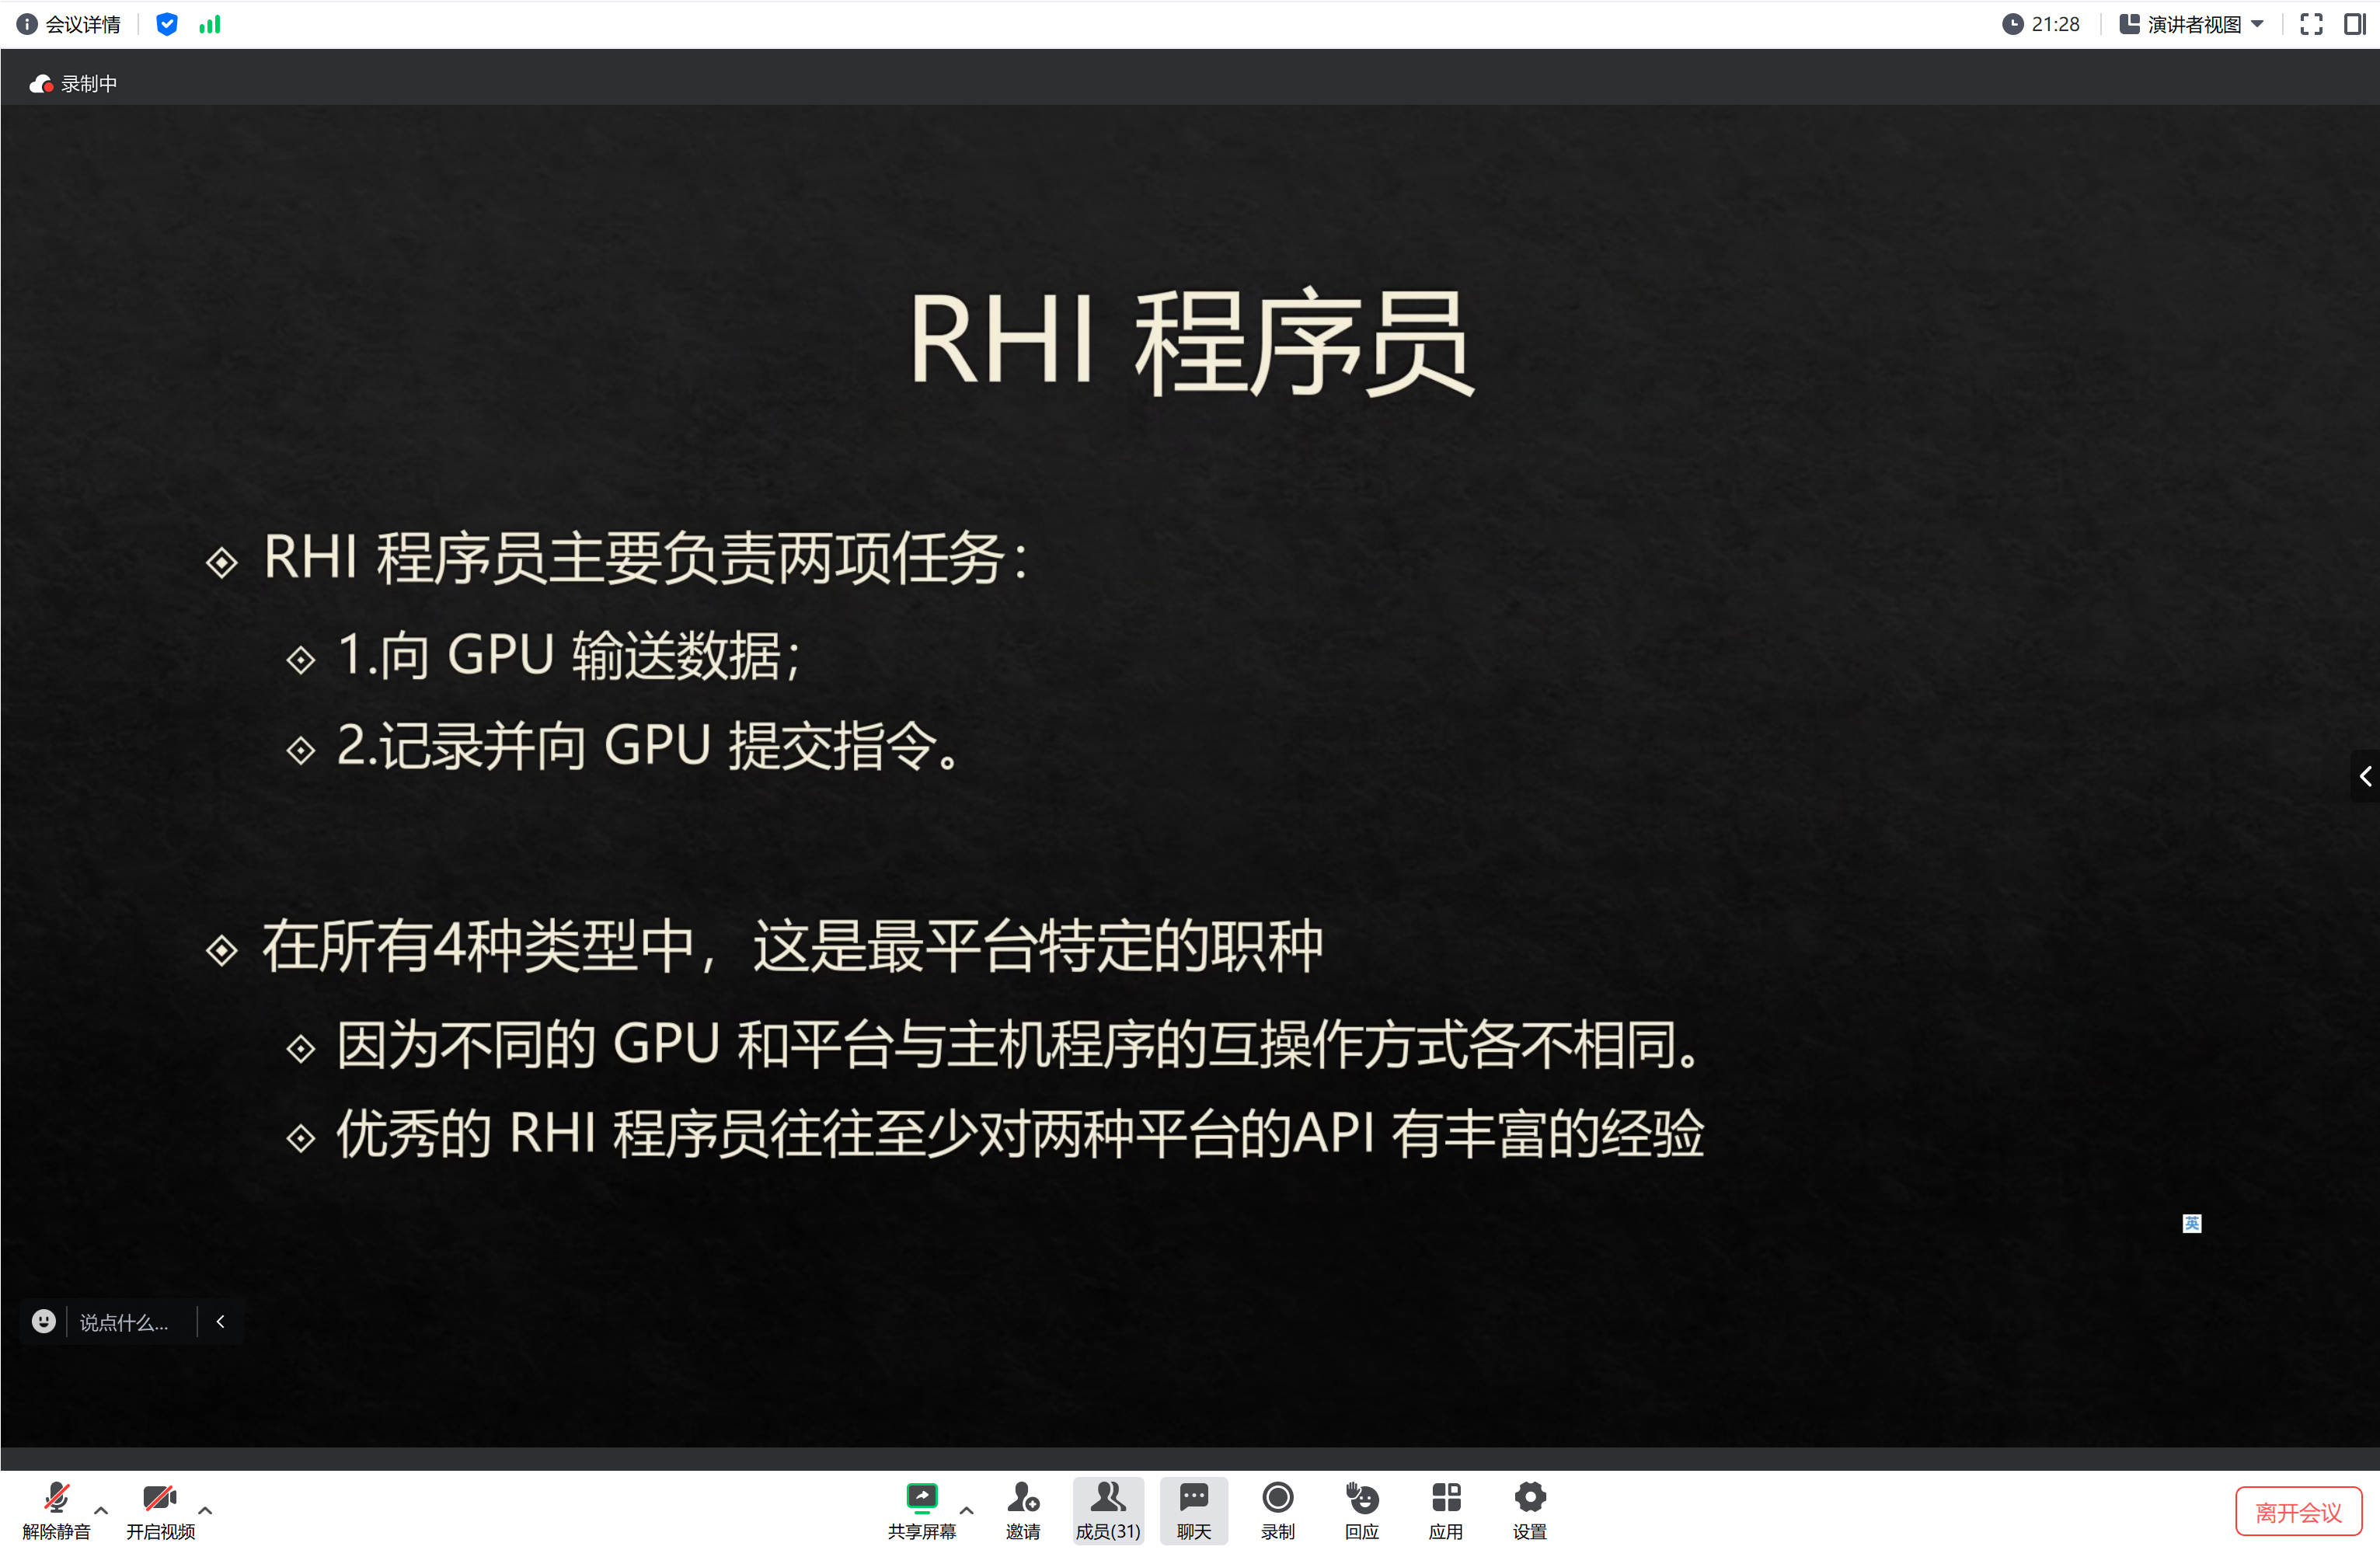 会议详情
21:28
演讲者视图
录制中
RHI 程序员
RHI 程序员主要负责两项任务：
1.向 GPU 输送数据；
2.记录并向 GPU 提交指令。
在所有4种类型中，这是最平台特定的职种
因为不同的 GPU 和平台与主机程序的互操作方式各不相同。
优秀的 RHI 程序员往往至少对两种平台的API 有丰富的经验
英
说点什么...
解除静音
开启视频
共享屏幕
邀请
成员(31)
聊天
录制
回应
应用
设置
离开会议